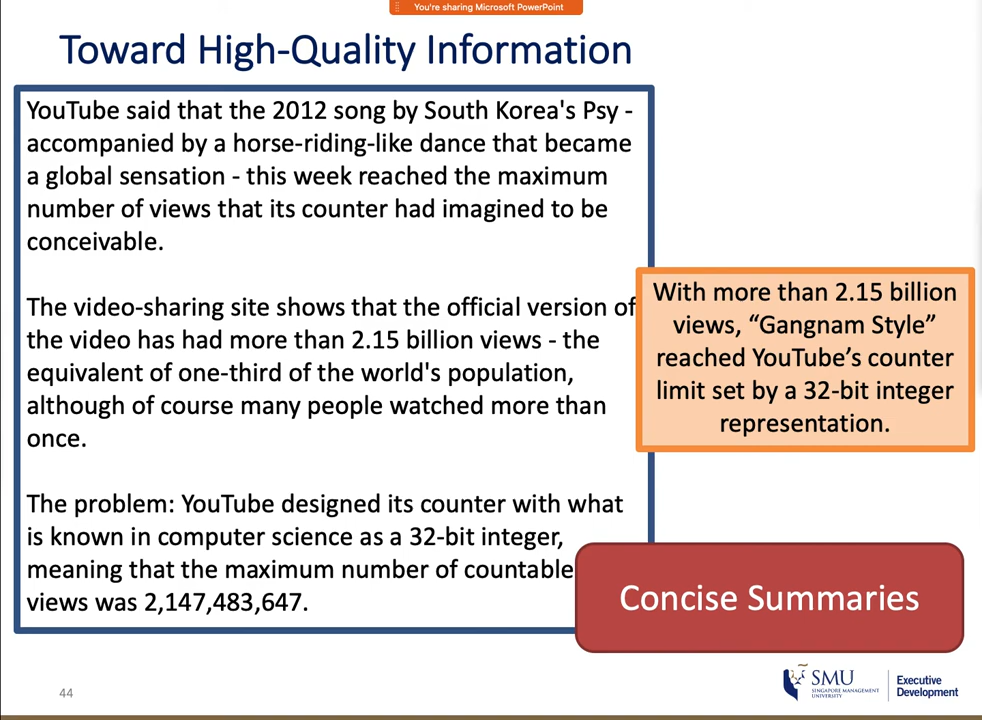 You're sharing Microsoft PowerPoint
Toward High-Quality Information
YouTube said that the 2012 song by South Korea's Psy -
accompanied by a horse-riding-like dance that became
a global sensation - this week reached the maximum
number of views that its counter had imagined to be
conceivable.
The video-sharing site shows that the official version of
the video has had more than 2.15 billion views - the
equivalent of one-third of the world's population,
although of course many people watched more than
once.
The problem: YouTube designed its counter with what
is known in computer science as a 32-bit integer,
meaning that the maximum number of countable
views was 2,147,483,647.
With more than 2.15 billion
views, “Gangnam Style”
reached YouTube’s counter
limit set by a 32-bit integer
representation.
Concise Summaries
44
SMU
SINGAPORE MANAGEMENT
UNIVERSITY
Executive
Development